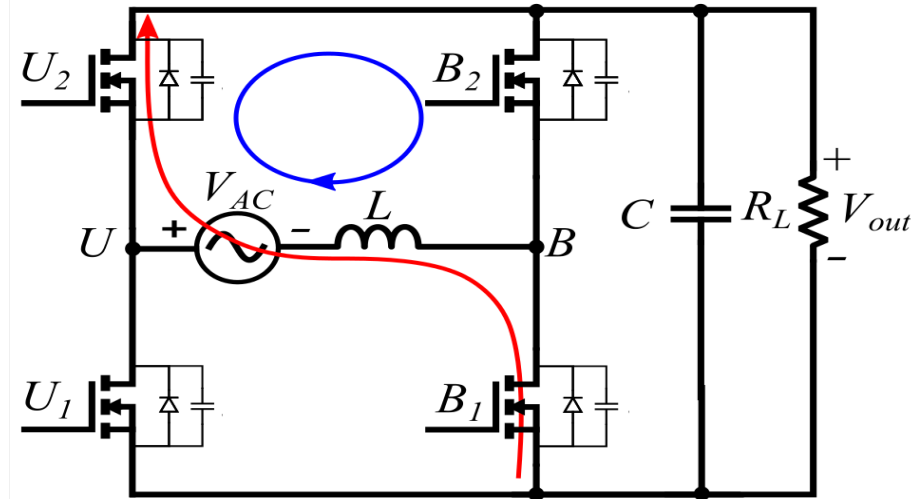 U2 B2
VAC
+ - L
U B
C RL + Vout -
U1 B1